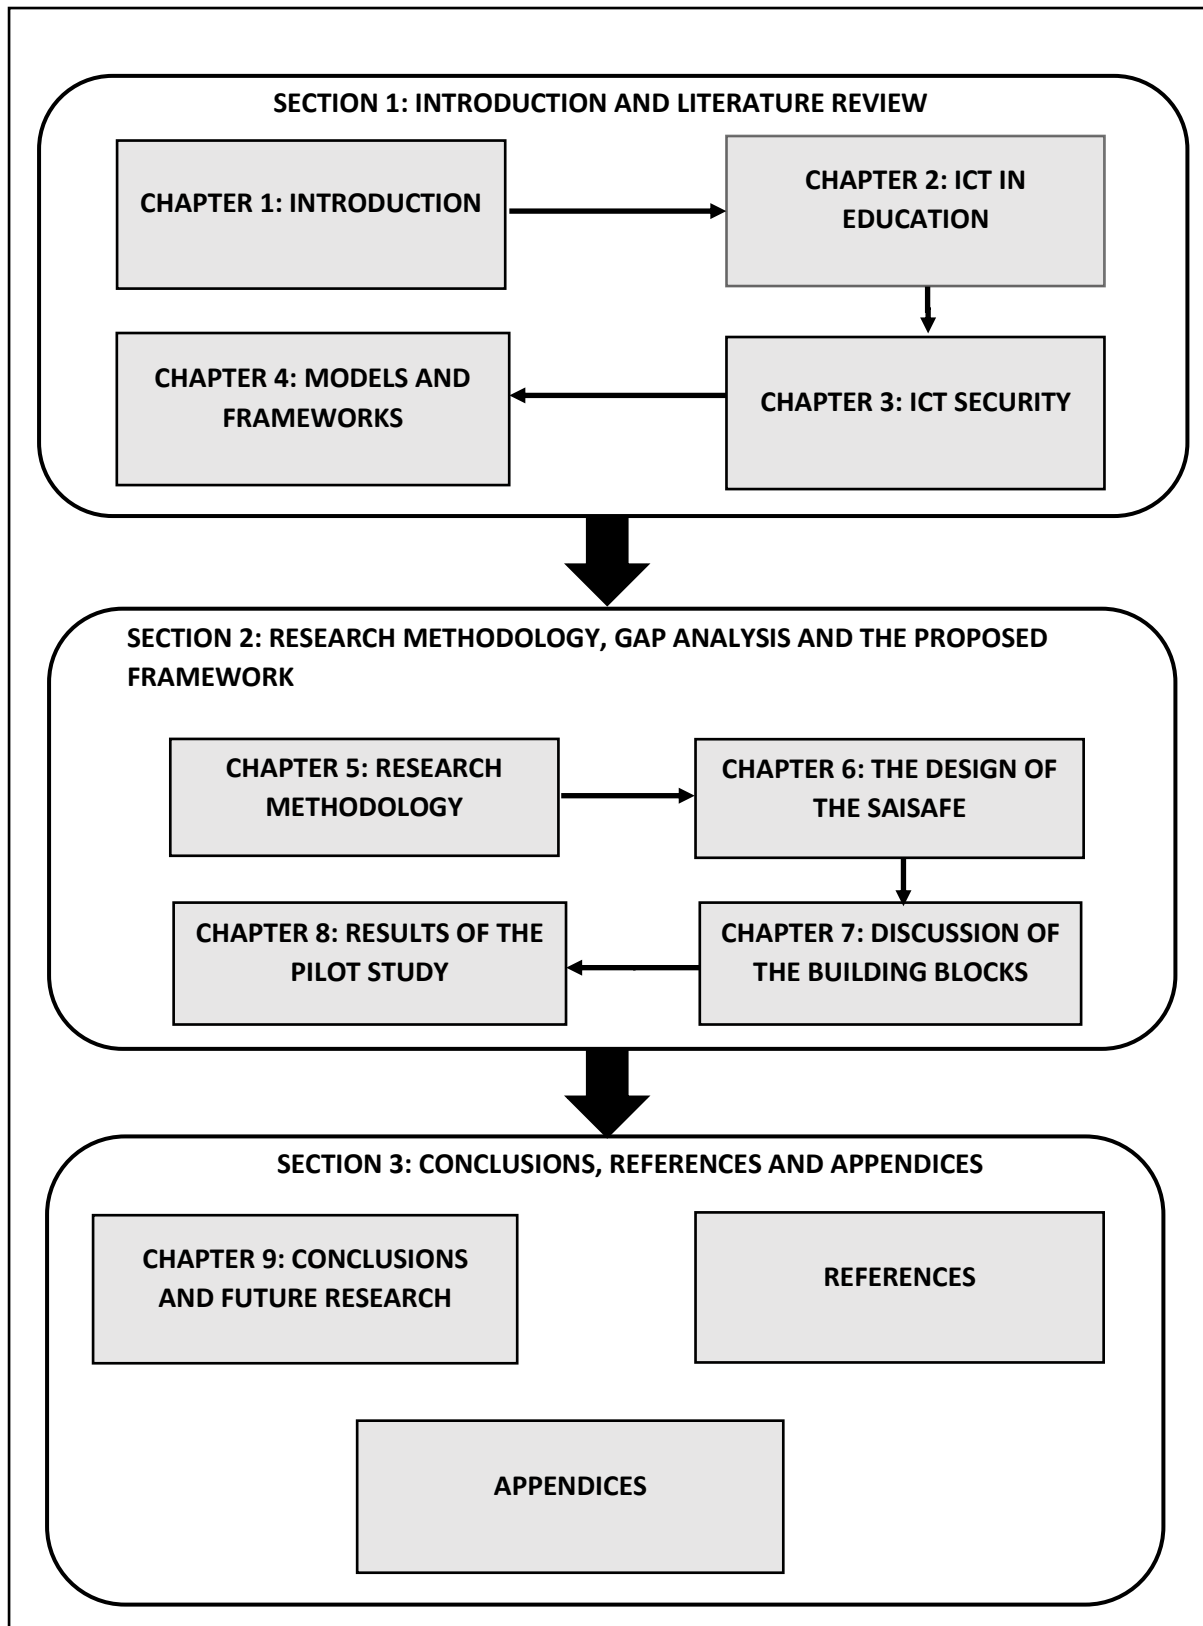 SECTION 1: INTRODUCTION AND LITERATURE REVIEW
CHAPTER 1: INTRODUCTION
CHAPTER 2: ICT IN
EDUCATION
CHAPTER 4: MODELS AND
FRAMEWORKS
CHAPTER 3: ICT SECURITY
SECTION 2: RESEARCH METHODOLOGY, GAP ANALYSIS AND THE PROPOSED
FRAMEWORK
CHAPTER 5: RESEARCH
METHODOLOGY
CHAPTER 6: THE DESIGN OF
THE SAISAFE
CHAPTER 8: RESULTS OF THE
PILOT STUDY
CHAPTER 7: DISCUSSION OF
THE BUILDING BLOCKS
SECTION 3: CONCLUSIONS, REFERENCES AND APPENDICES
CHAPTER 9: CONCLUSIONS
AND FUTURE RESEARCH
REFERENCES
APPENDICES